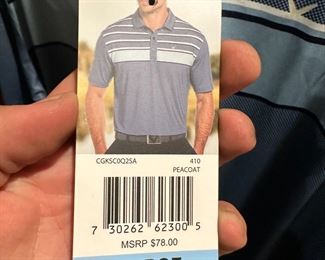 CGKSC0Q2SA 410
PEACOAT
7 30262 62300 5
MSRP $78.00